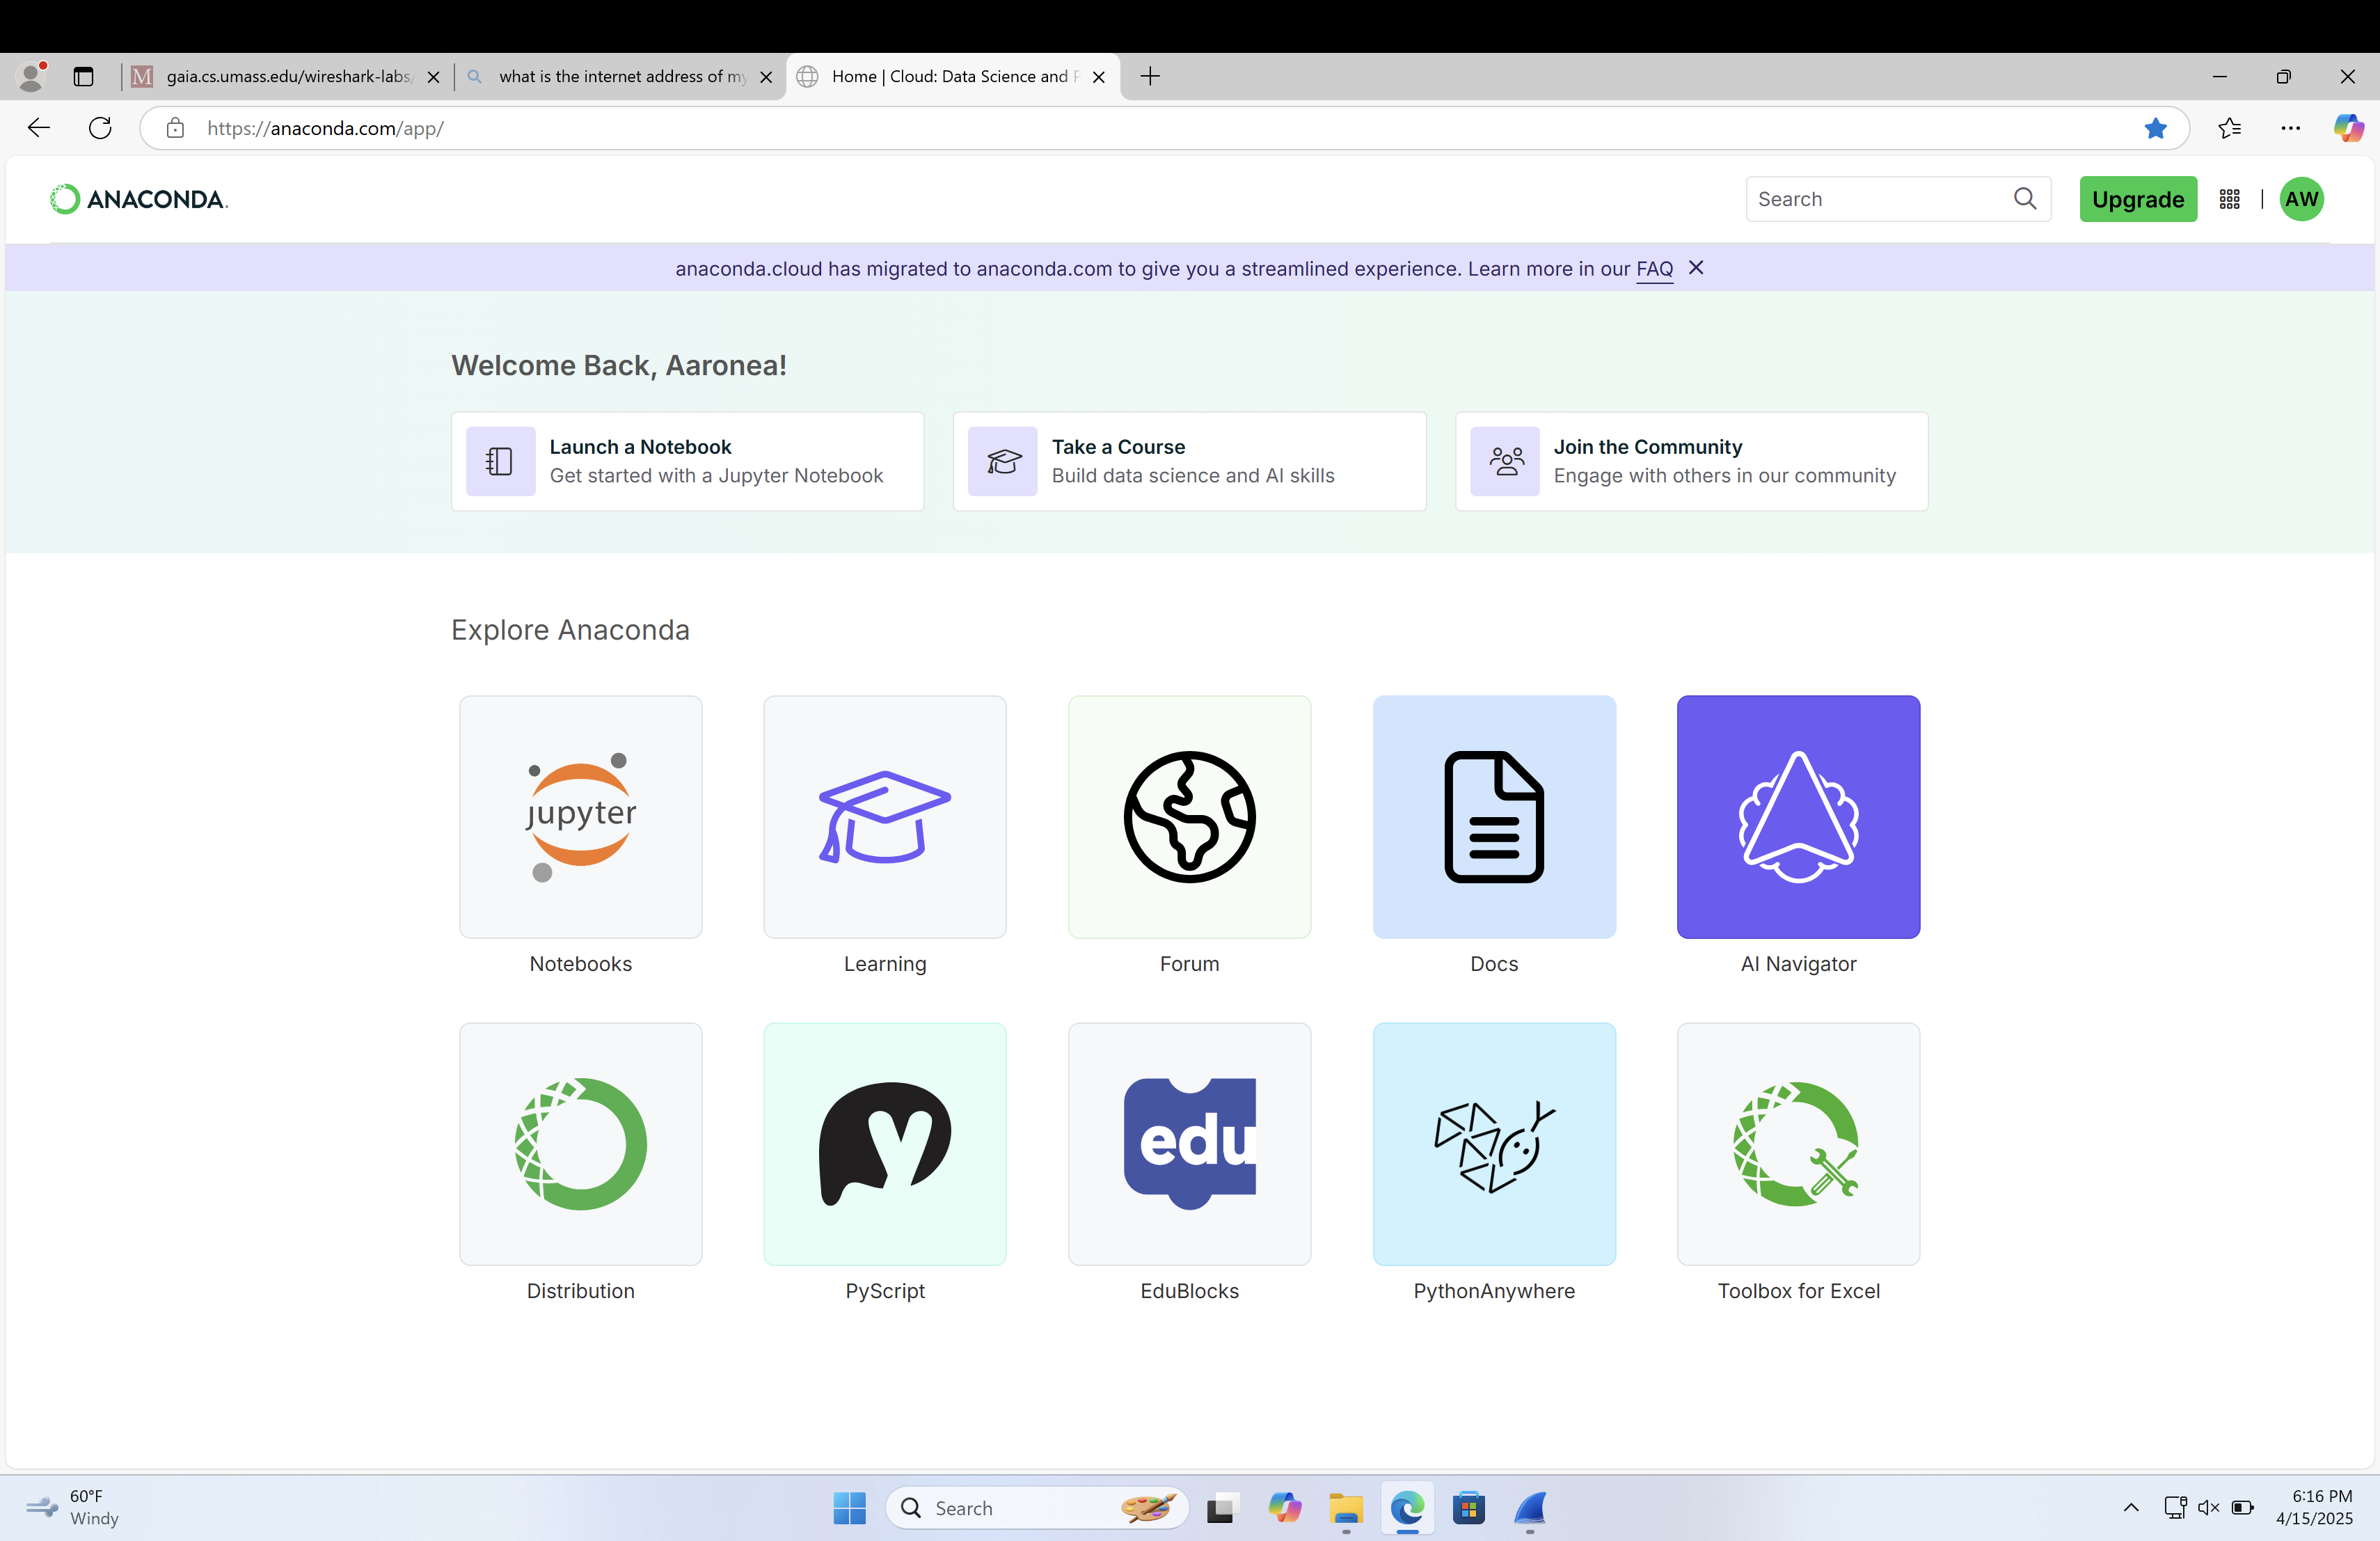 gaia.cs.umass.edu/wireshark-labs/
what is the internet address of my
Home | Cloud: Data Science and P
https://anaconda.com/app/
ANACONDA.
Search
Upgrade
AW
anaconda.cloud has migrated to anaconda.com to give you a streamlined experience. Learn more in our FAQ
Welcome Back, Aaronea!
Launch a Notebook
Get started with a Jupyter Notebook
Take a Course
Build data science and AI skills
Join the Community
Engage with others in our community
Explore Anaconda
jupyter
Notebooks
Learning
Forum
Docs
AI Navigator
edu
Distribution
PyScript
EduBlocks
PythonAnywhere
Toolbox for Excel
60°F
Windy
Search
6:16 PM
4/15/2025